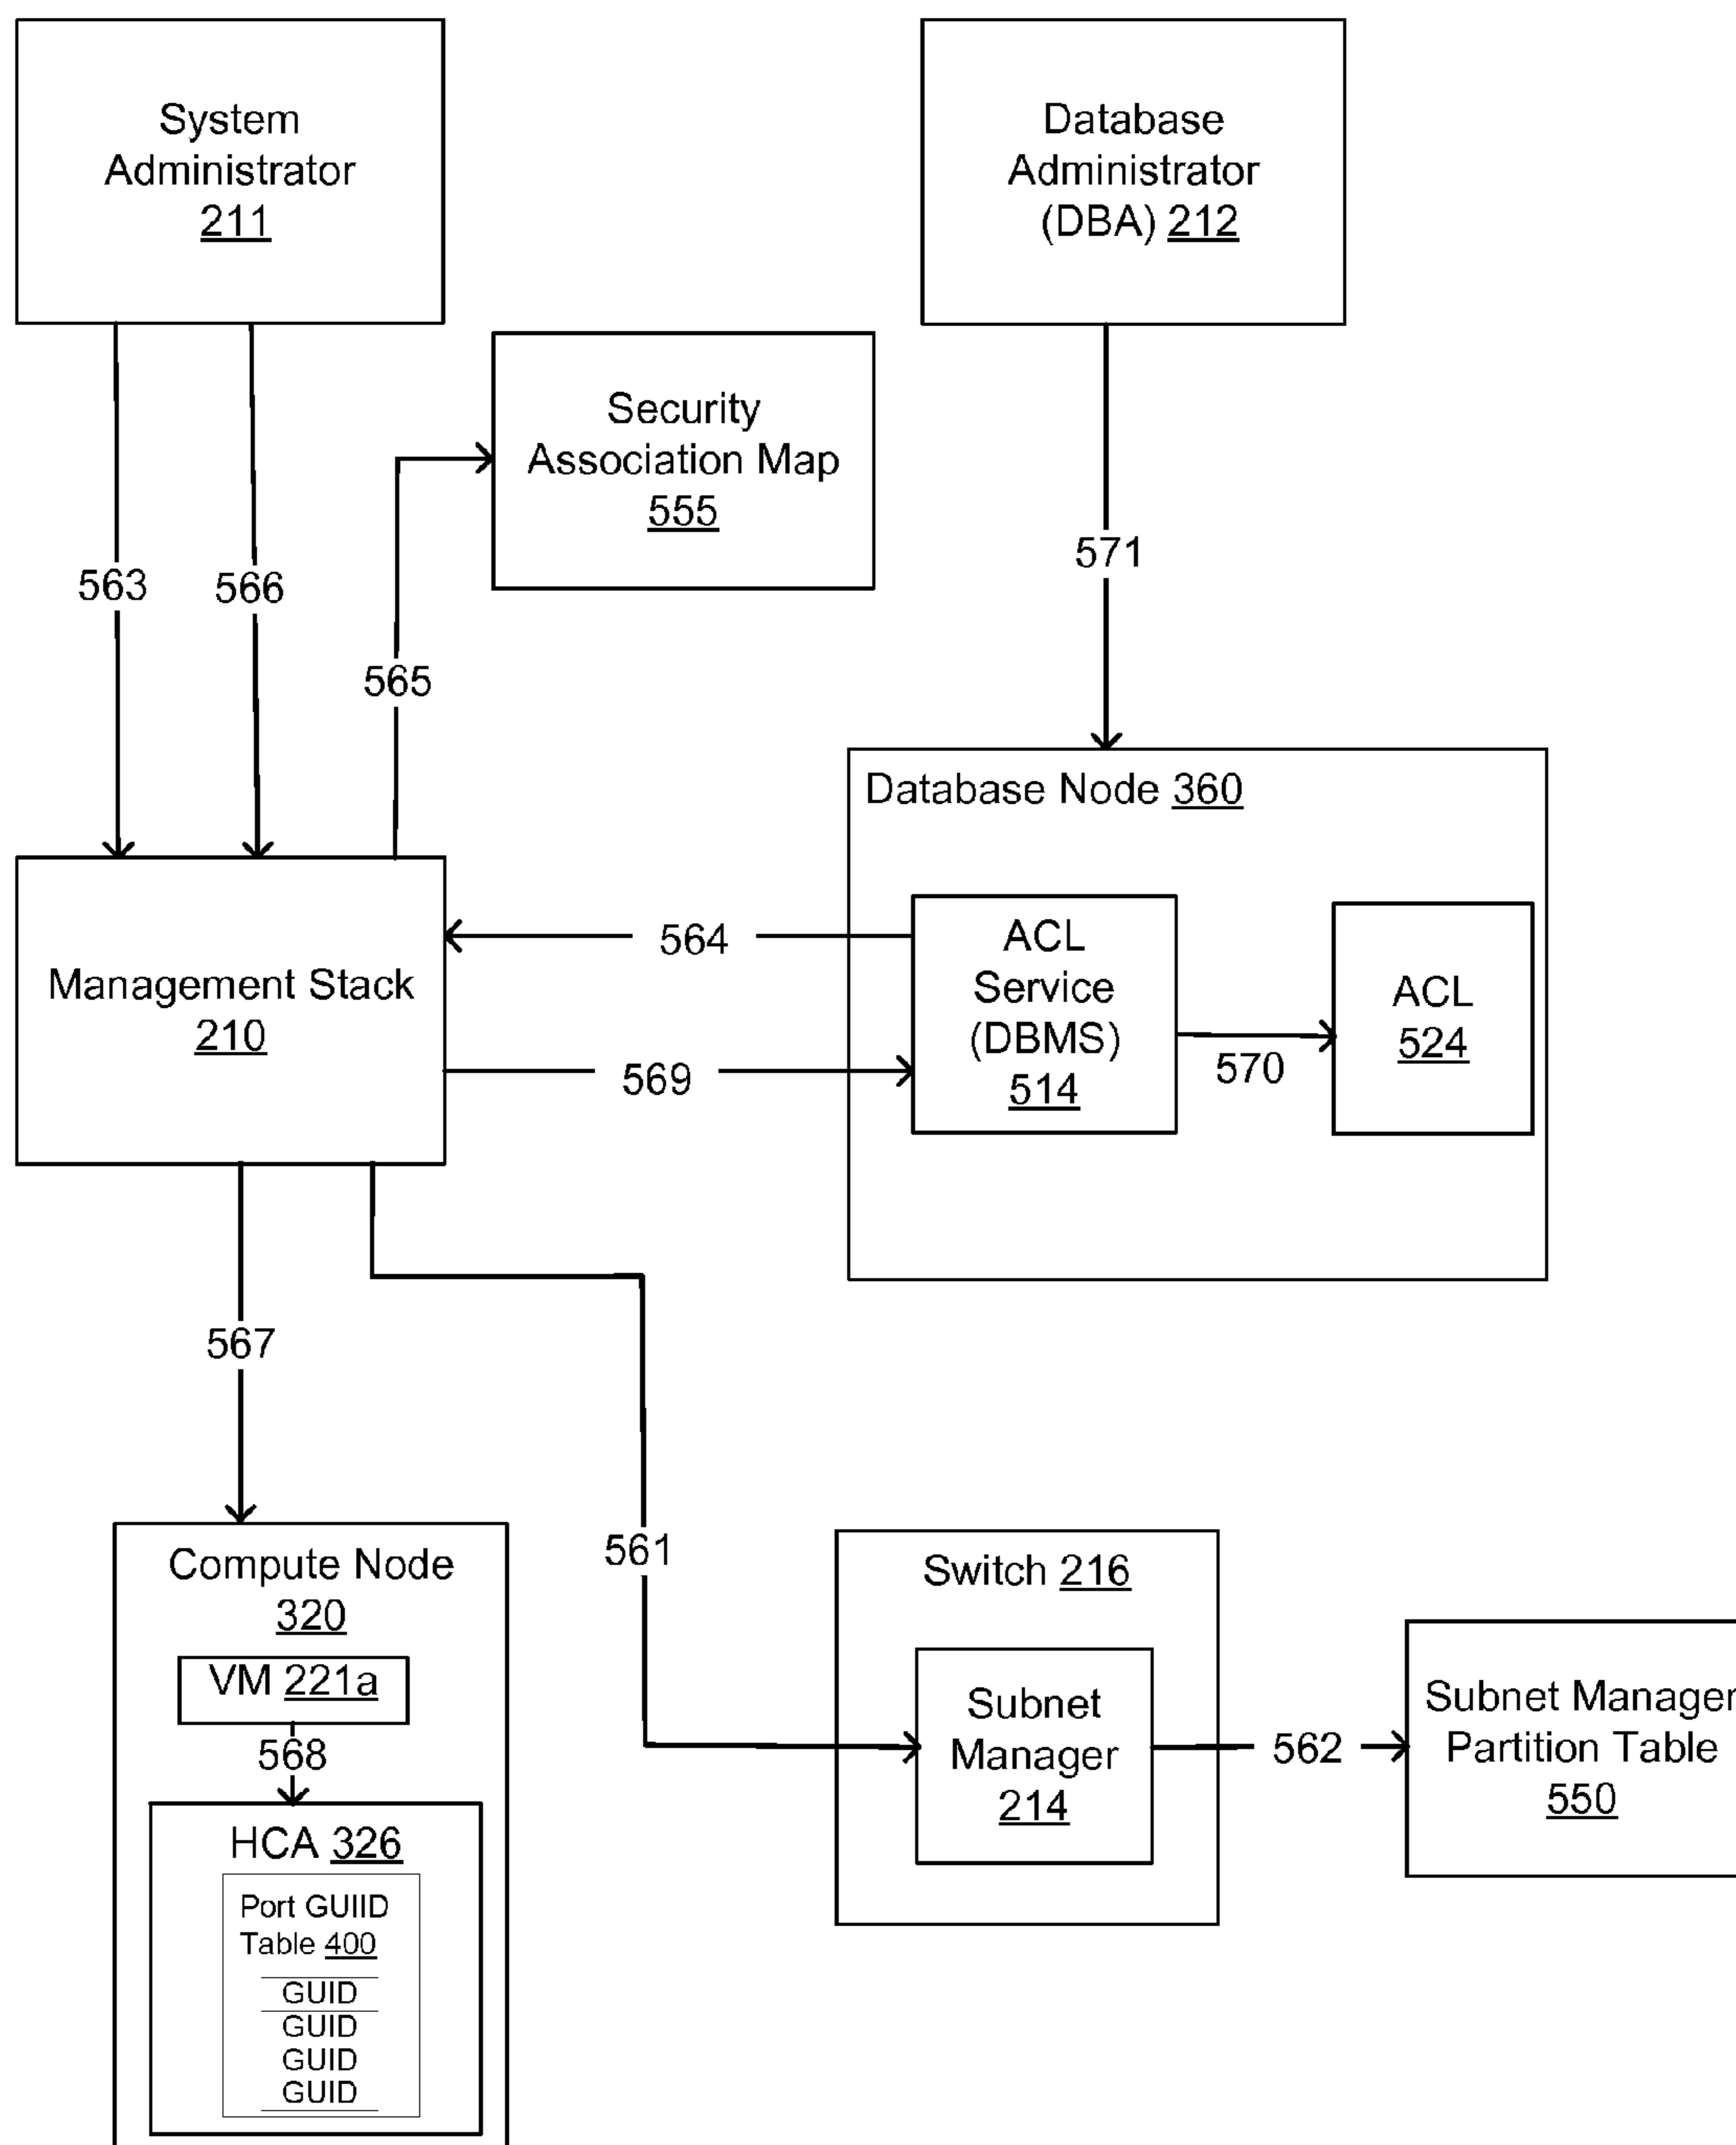 System
Administrator
211
Database
Administrator
(DBA) 212
Security
Association Map
555
563
566
565
571
Database Node 360
Management Stack
210
564
569
ACL
Service
(DBMS)
514
570
ACL
524
567
561
Compute Node
320
VM 221a
568
HCA 326
Port GUIID
Table 400
GUID
GUID
GUID
GUID
Switch 216
Subnet
Manager
214
562
Subnet Manager
Partition Table
550